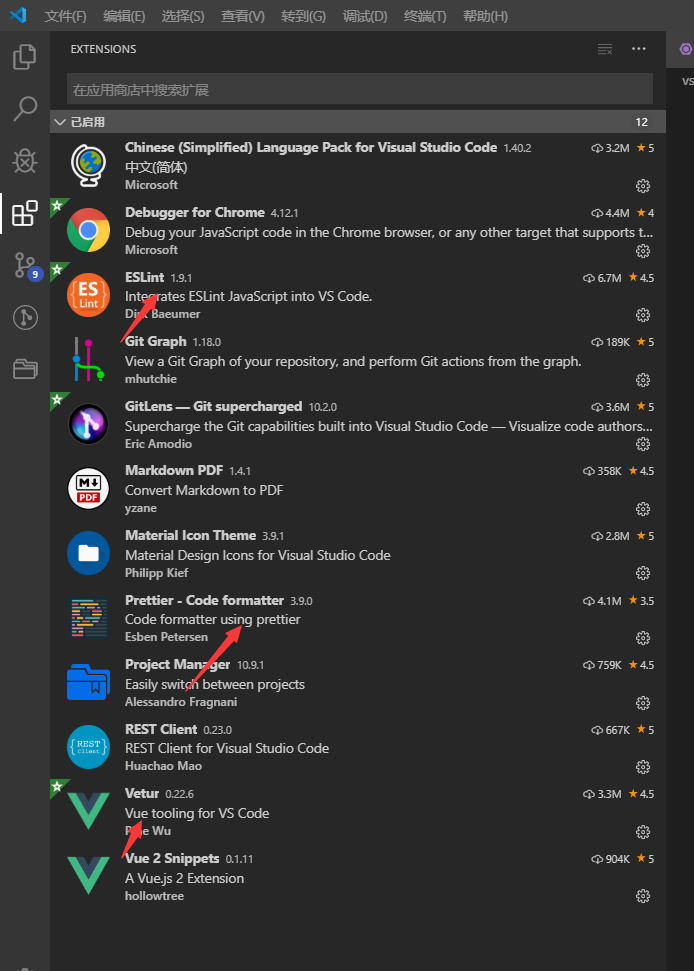 文件(F) 编辑(E) 选择(S) 查看(V) 转到(G) 调试(D) 终端(T) 帮助(H)
EXTENSIONS
在应用商店中搜索扩展
已启用 12
Chinese (Simplified) Language Pack for Visual Studio Code 1.40.2 3.2M 5
中文(简体)
Microsoft
Debugger for Chrome 4.12.1 4.4M 4
Debug your JavaScript code in the Chrome browser, or any other target that supports t...
Microsoft
ES Lint
ESLint 1.9.1 6.7M 4.5
Integrates ESLint JavaScript into VS Code.
Dirk Baeumer
Git Graph 1.18.0 189K 5
View a Git Graph of your repository, and perform Git actions from the graph.
mhutchie
9
GitLens — Git supercharged 10.2.0 3.6M 5
Supercharge the Git capabilities built into Visual Studio Code — Visualize code authors...
Eric Amodio
M PDF
Markdown PDF 1.4.1 358K 4.5
Convert Markdown to PDF
yzane
Material Icon Theme 3.9.1 2.8M 5
Material Design Icons for Visual Studio Code
Philipp Kief
Prettier - Code formatter 3.9.0 4.1M 3.5
Code formatter using prettier
Esben Petersen
Project Manager 10.9.1 759K 4.5
Easily switch between projects
Alessandro Fragnani
{REST} Client
REST Client 0.23.0 667K 5
REST Client for Visual Studio Code
Huachao Mao
Vetur 0.22.6 3.3M 4.5
Vue tooling for VS Code
Pine Wu
Vue 2 Snippets 0.1.11 904K 5
A Vue.js 2 Extension
hollowtree